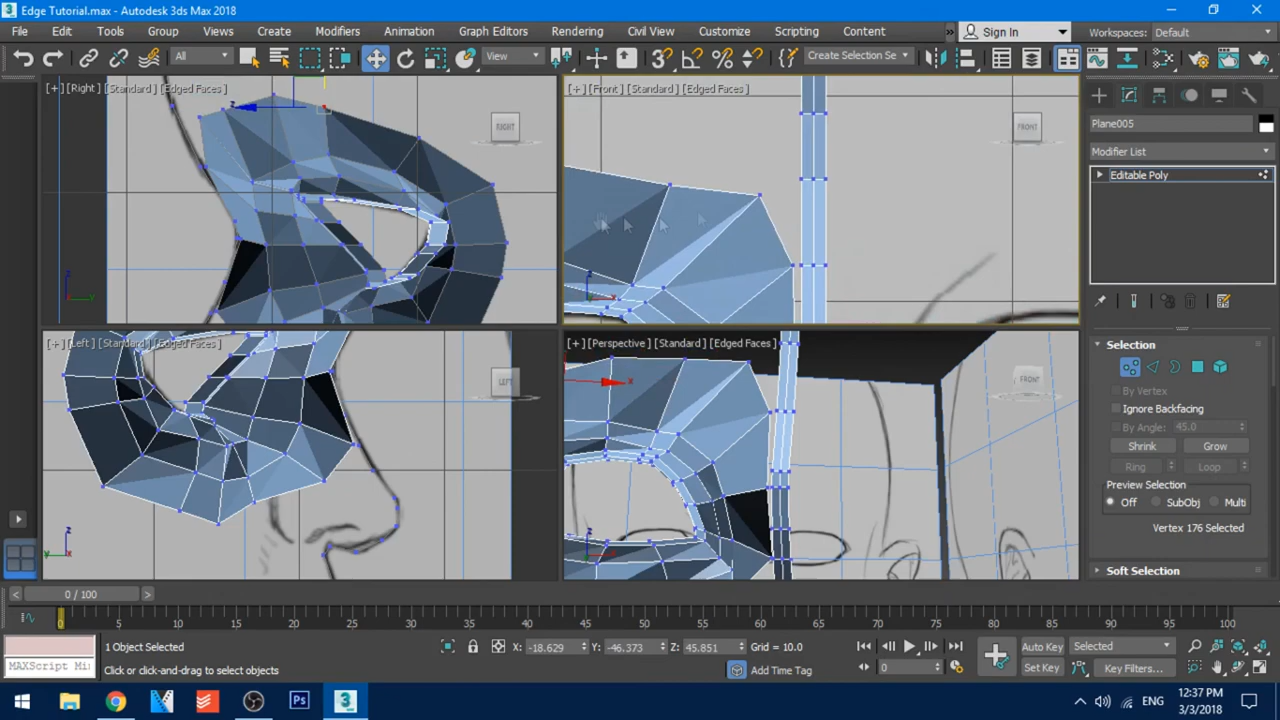 Edge Tutorial.max - Autodesk 3ds Max 2018
File Edit Tools Group Views Create Modifiers Animation Graph Editors Rendering Civil View Customize Scripting Content » Sign In Workspaces: Default
All View Create Selection Se
[+] [Right] [Standard] [Edged Faces]
RIGHT
[+] [Front] [Standard] [Edged Faces]
FRONT
[+] [Left] [Standard] [Edged Faces]
LEFT
[+] [Perspective] [Standard] [Edged Faces]
FRONT
Plane005
Modifier List
Editable Poly
Selection
By Vertex
Ignore Backfacing
By Angle: 45.0
Shrink Grow
Ring Loop
Preview Selection
Off SubObj Multi
Vertex 176 Selected
Soft Selection
< 0 / 100 >
0 5 10 15 20 25 30 35 40 45 50 55 60 65 70 75 80 85 90 95 100
1 Object Selected X: -18.629 Y: -46.373 Z: 45.851 Grid = 10.0 Auto Key Selected
MAXScript Mi Click or click-and-drag to select objects Add Time Tag 0 Set Key Key Filters...
ENG 12:37 PM
3/3/2018